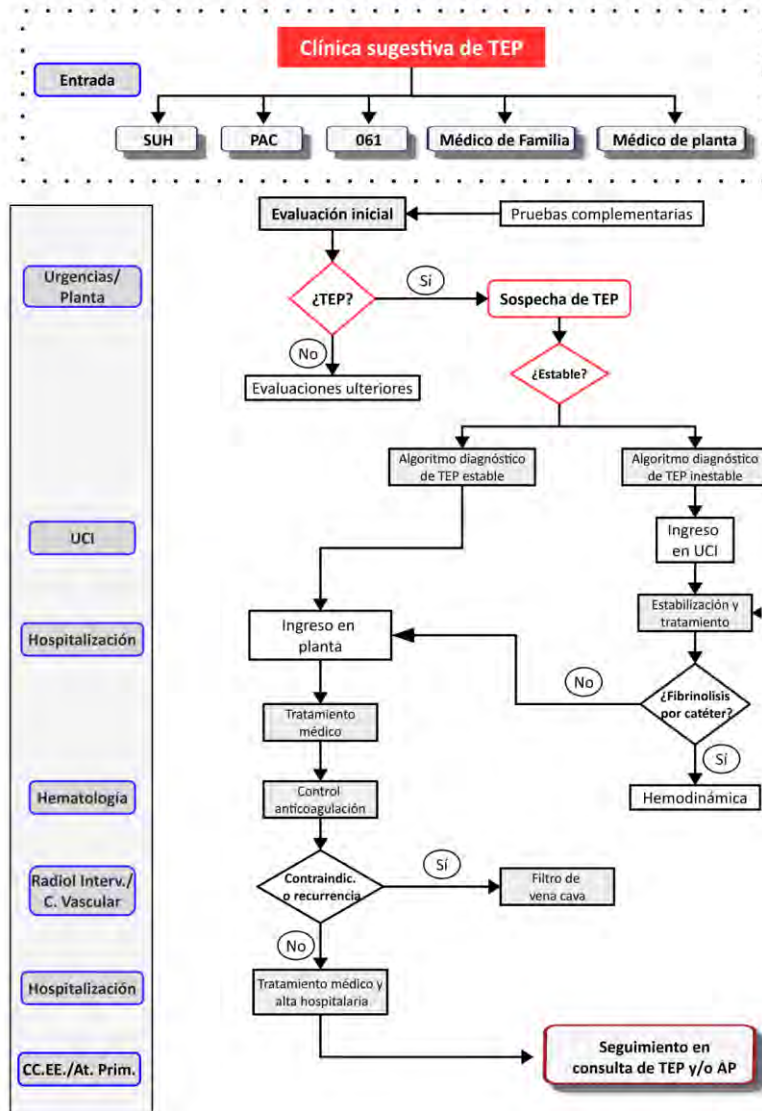 Clínica sugestiva de TEP
Entrada
SUH
PAC
061
Médico de Familia
Médico de planta
Evaluación inicial
Pruebas complementarias
Urgencias/
Planta
¿TEP?
Sí
Sospecha de TEP
No
Evaluaciones ulteriores
¿Estable?
Algoritmo diagnóstico
de TEP estable
Algoritmo diagnóstico
de TEP inestable
UCI
Ingreso
en UCI
Hospitalización
Ingreso en
planta
Estabilización y
tratamiento
No
¿Fibrinolisis
por catéter?
Tratamiento
médico
Sí
Hematología
Control
anticoagulación
Hemodinámica
Radiol Interv./
C. Vascular
Contraindic.
o recurrencia
Sí
Filtro de
vena cava
No
Hospitalización
Tratamiento médico y
alta hospitalaria
CC.EE./At. Prim.
Seguimiento en
consulta de TEP y/o AP